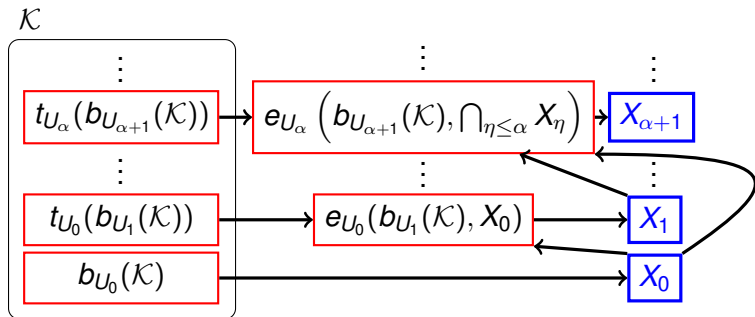 𝒦
⋮ ⋮ ⋮
t_{U_α}(b_{U_{α+1}}(𝒦)) e_{U_α}(b_{U_{α+1}}(𝒦), ⋂_{η≤α} X_η) X_{α+1}
⋮ ⋮ ⋮
t_{U_0}(b_{U_1}(𝒦)) e_{U_0}(b_{U_1}(𝒦), X_0) X_1
b_{U_0}(𝒦) X_0